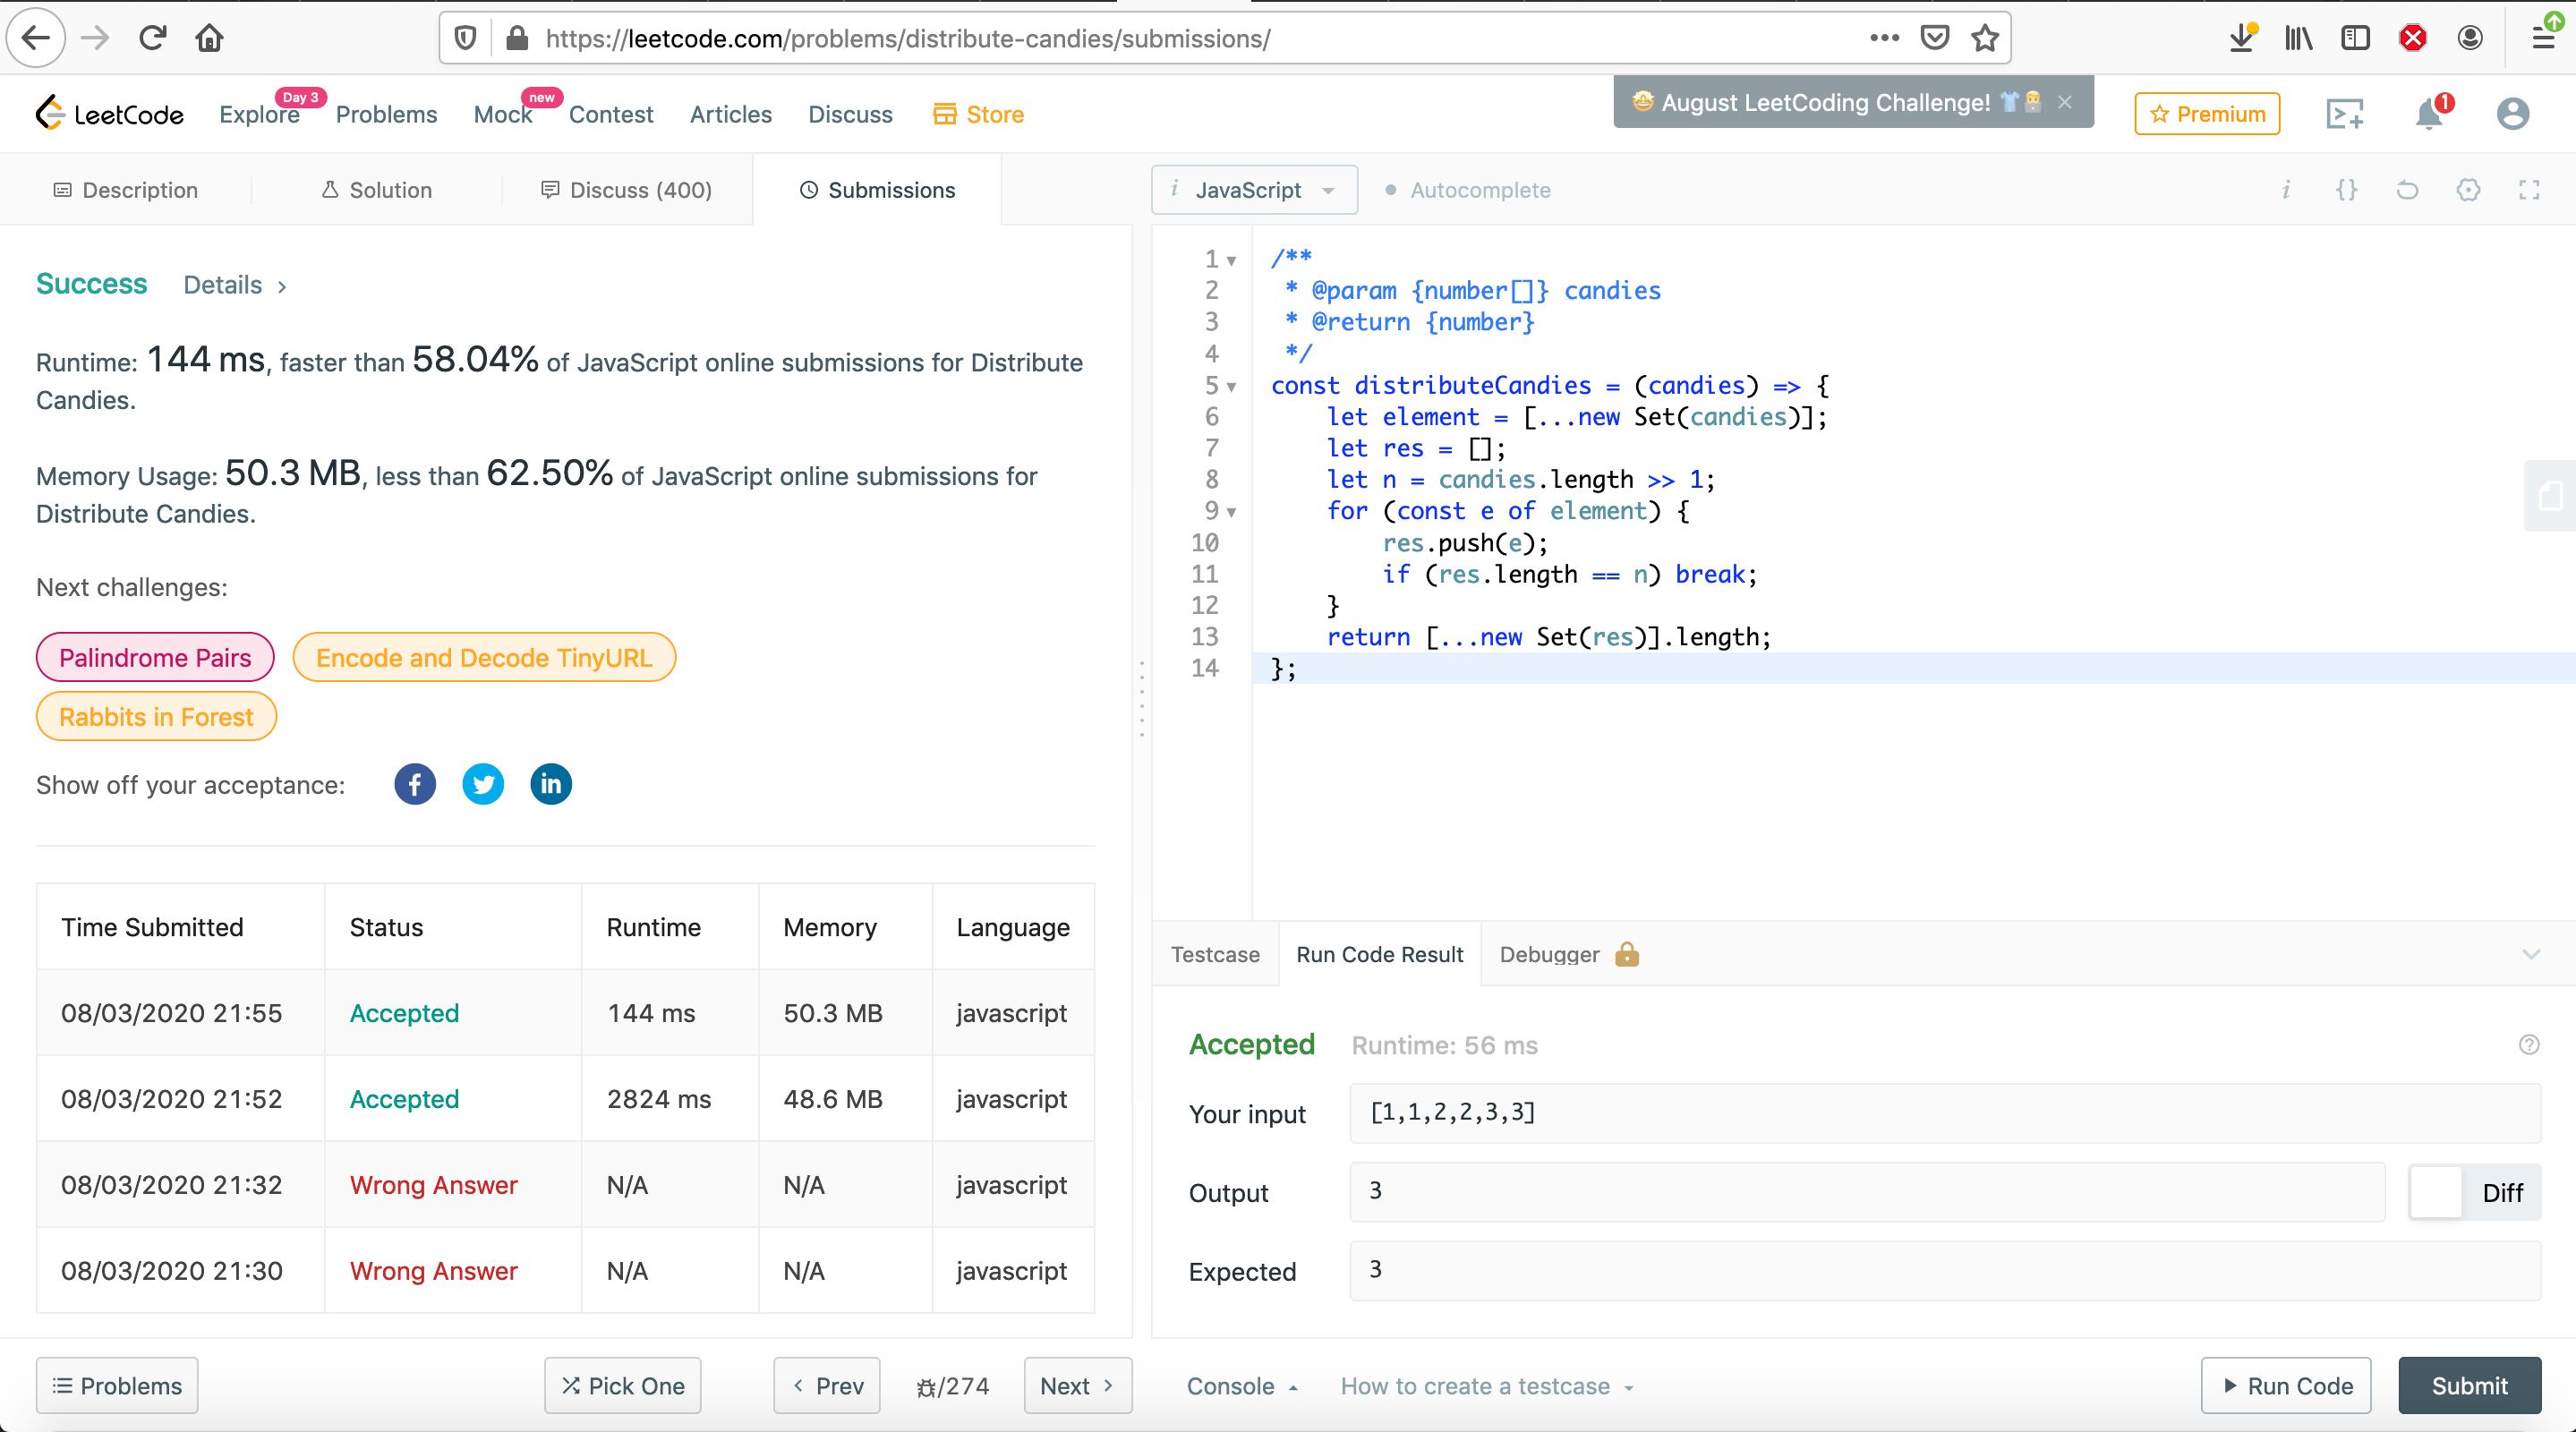 https://leetcode.com/problems/distribute-candies/submissions/
LeetCode
Explore
Day 3
Problems
Mock
new
Contest
Articles
Discuss
Store
August LeetCoding Challenge!
Premium
1
Description
Solution
Discuss (400)
Submissions
i JavaScript
Autocomplete
Success
Details
Runtime: 144 ms, faster than 58.04% of JavaScript online submissions for Distribute
Candies.
Memory Usage: 50.3 MB, less than 62.50% of JavaScript online submissions for
Distribute Candies.
Next challenges:
Palindrome Pairs
Encode and Decode TinyURL
Rabbits in Forest
Show off your acceptance:
Time Submitted Status Runtime Memory Language
08/03/2020 21:55 Accepted 144 ms 50.3 MB javascript
08/03/2020 21:52 Accepted 2824 ms 48.6 MB javascript
08/03/2020 21:32 Wrong Answer N/A N/A javascript
08/03/2020 21:30 Wrong Answer N/A N/A javascript
Problems
Pick One
Prev
/274
Next
1 /**
2  * @param {number[]} candies
3  * @return {number}
4  */
5 const distributeCandies = (candies) => {
6     let element = [...new Set(candies)];
7     let res = [];
8     let n = candies.length >> 1;
9     for (const e of element) {
10         res.push(e);
11         if (res.length == n) break;
12     }
13     return [...new Set(res)].length;
14 };
Testcase
Run Code Result
Debugger
Accepted
Runtime: 56 ms
Your input
[1,1,2,2,3,3]
Output
3
Diff
Expected
3
Console
How to create a testcase
Run Code
Submit